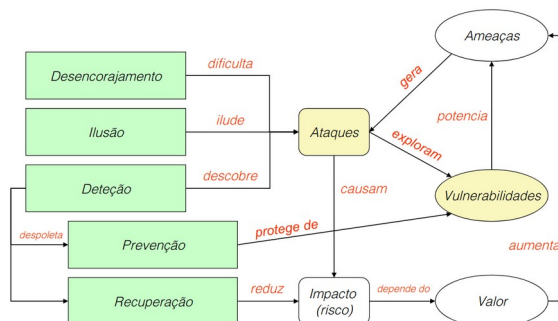 Ameaças
Desencorajamento
dificulta
gera
Ilusão
ilude
Ataques
potencia
exploram
Deteção
descobre
causam
Vulnerabilidades
despoleta
Prevenção
protege de
aumenta
Recuperação
reduz
Impacto
(risco)
depende do
Valor